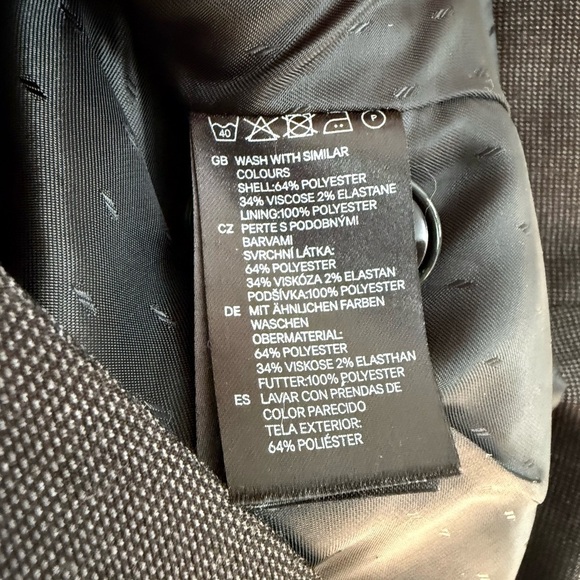 40 P
GB WASH WITH SIMILAR
COLOURS
SHELL:64% POLYESTER
34% VISCOSE 2% ELASTANE
LINING:100% POLYESTER
CZ PERTE S PODOBNÝMI
BARVAMI
SVRCHNÍ LÁTKA:
64% POLYESTER
34% VISKÓZA 2% ELASTAN
PODŠÍVKA:100% POLYESTER
DE MIT ÄHNLICHEN FARBEN
WASCHEN
OBERMATERIAL:
64% POLYESTER
34% VISKOSE 2% ELASTHAN
FUTTER:100% POLYESTER
ES LAVAR CON PRENDAS DE
COLOR PARECIDO
TELA EXTERIOR:
64% POLIÉSTER